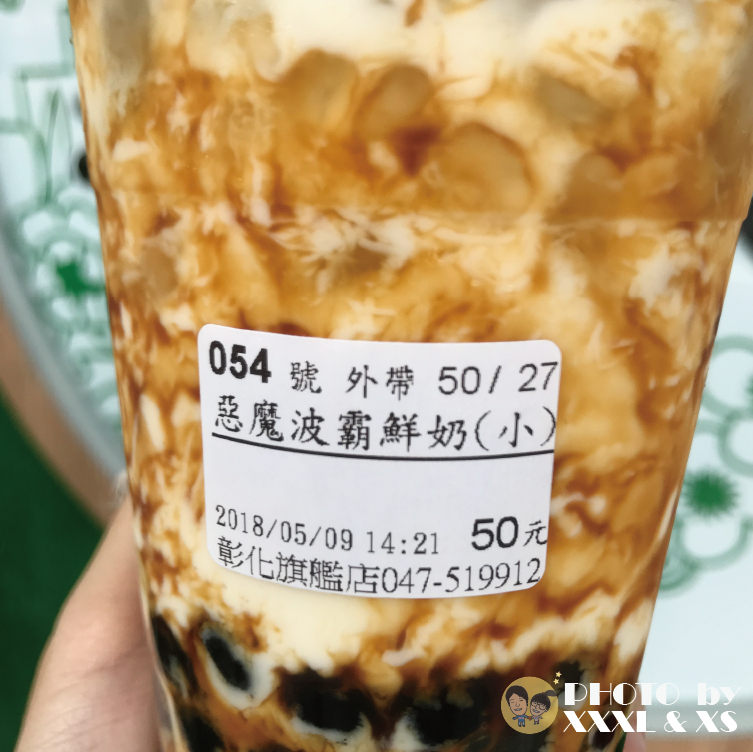 054 號 外帶 50/ 27
惡魔波霸鮮奶(小)
2018/05/09 14:21 50元
彰化旗艦店047-519912
PHOTO by
XXXL & XS